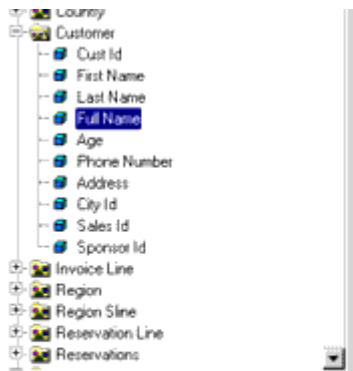 Country
Customer
Cust Id
First Name
Last Name
Full Name
Age
Phone Number
Address
City Id
Sales Id
Sponsor Id
Invoice Line
Region
Region Sline
Reservation Line
Reservations